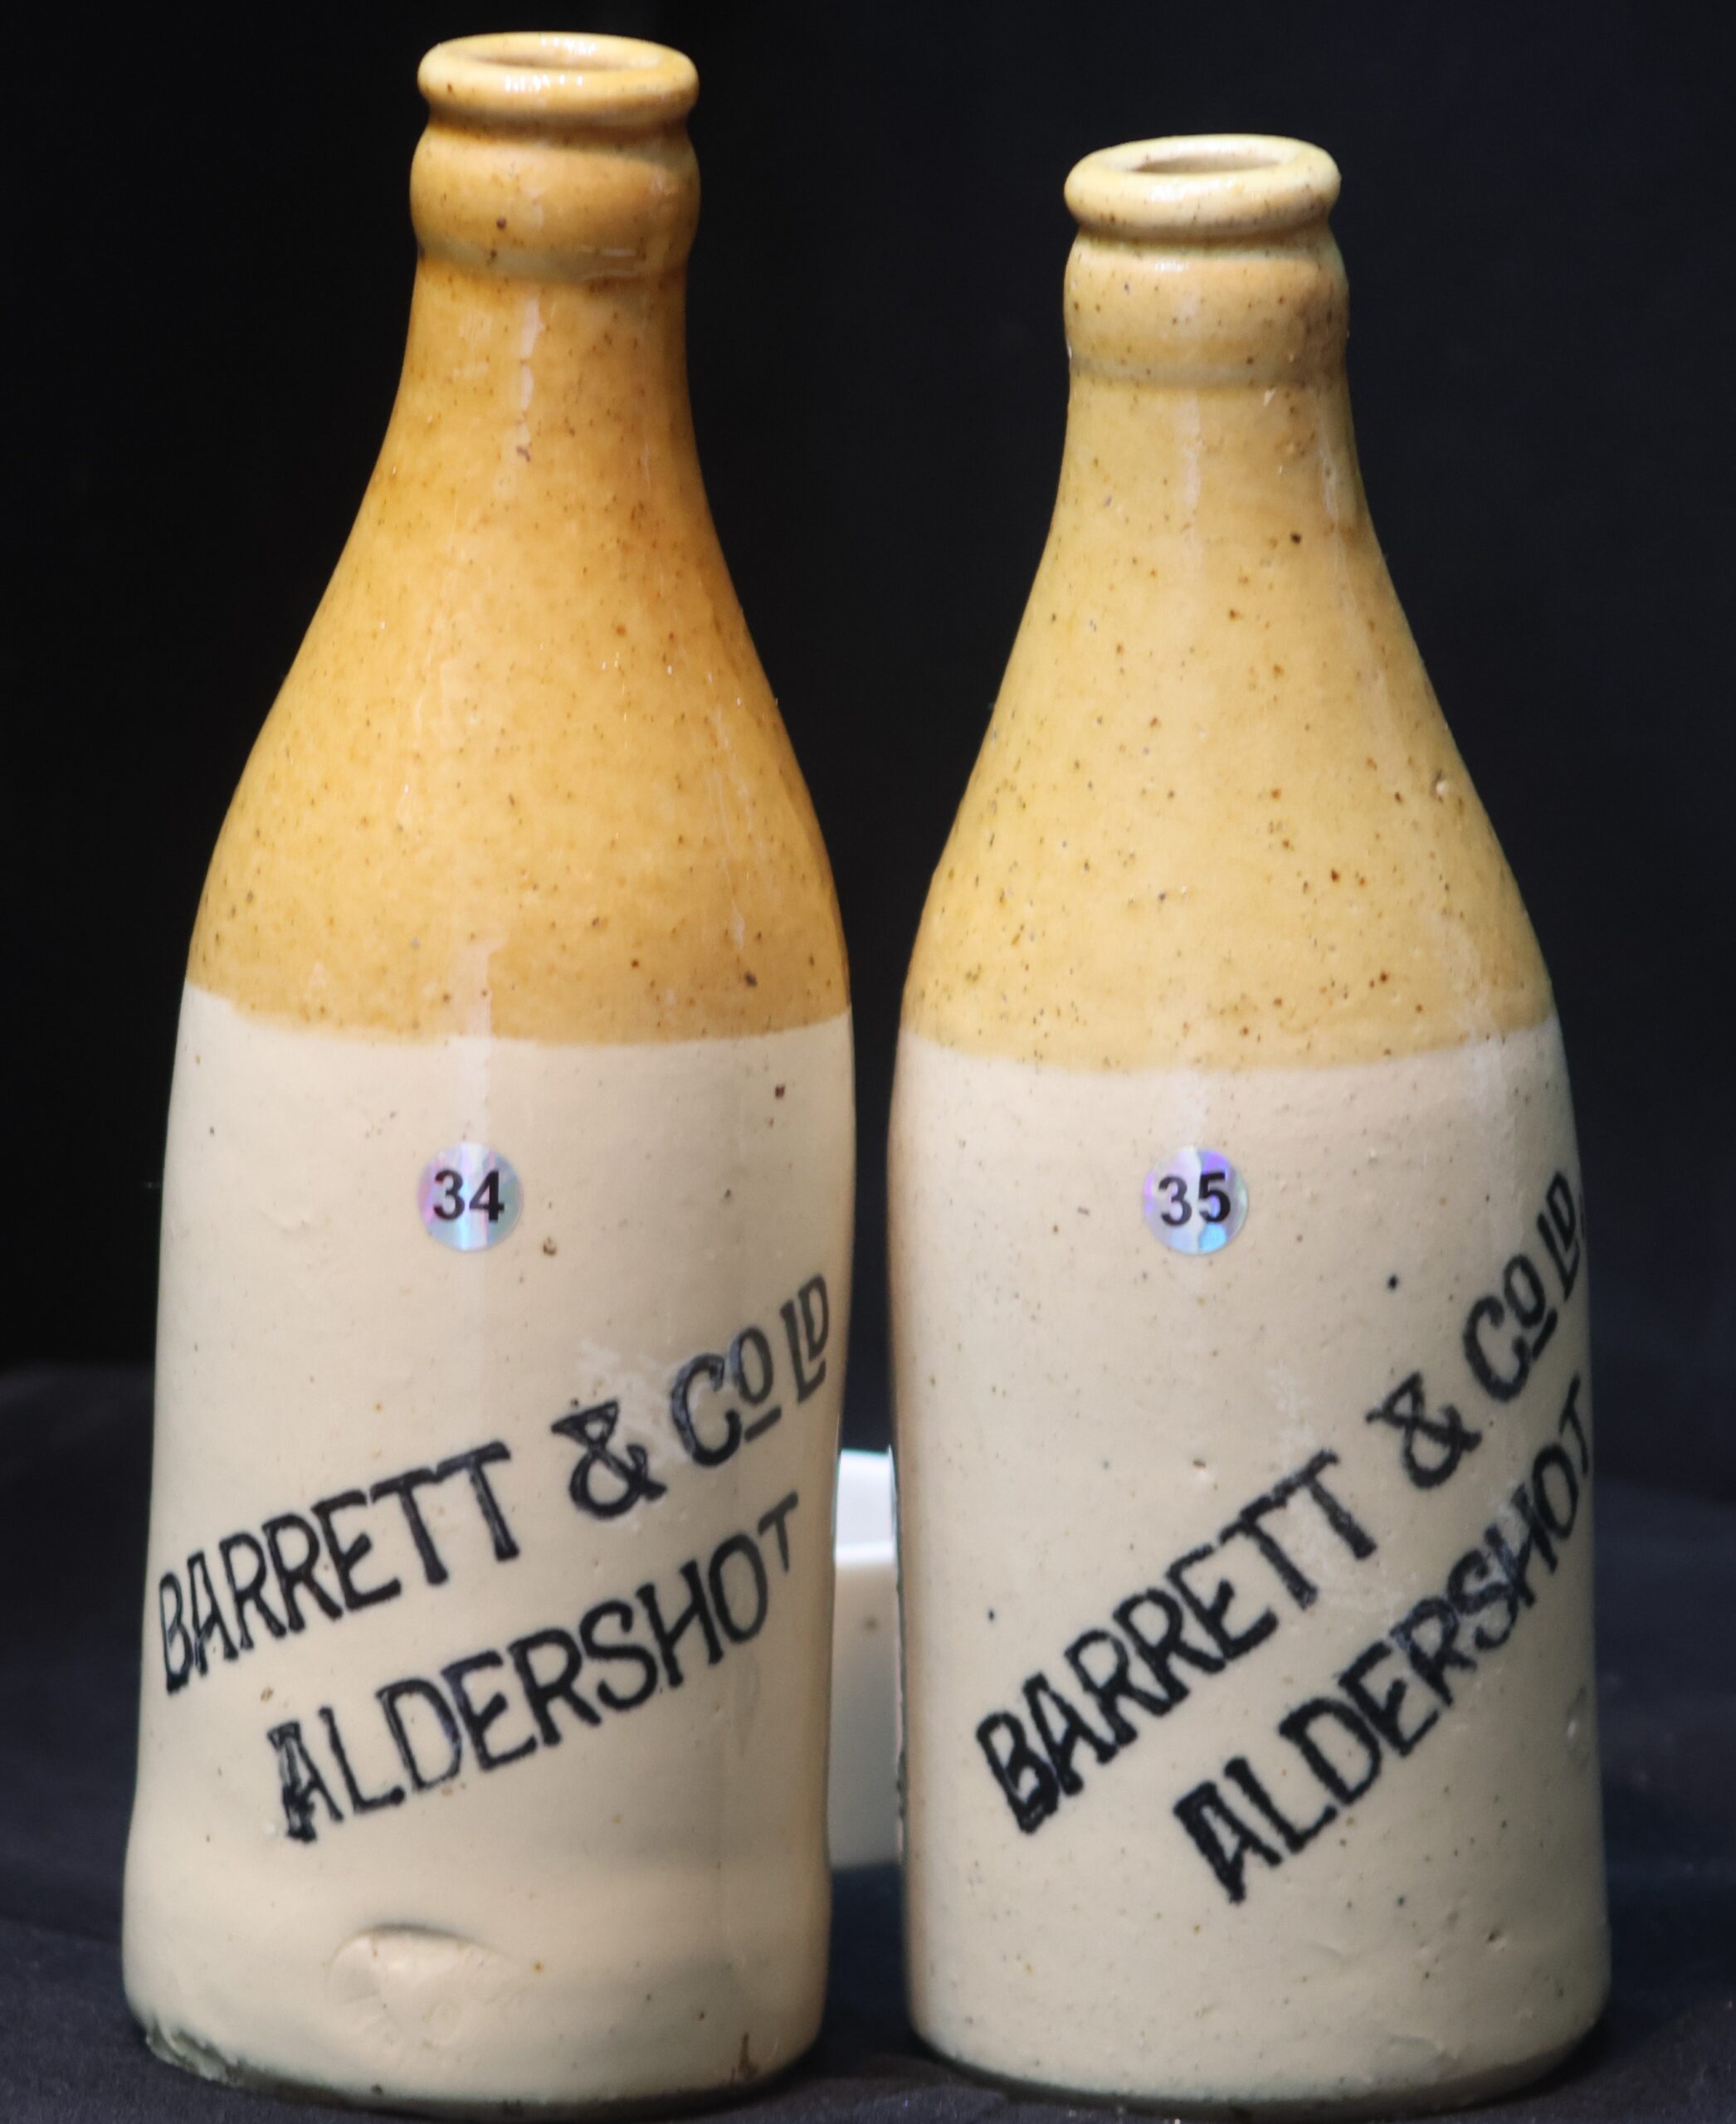 34
BARRETT & Co LD
ALDERSHOT
35
BARRETT & Co LD
ALDERSHOT